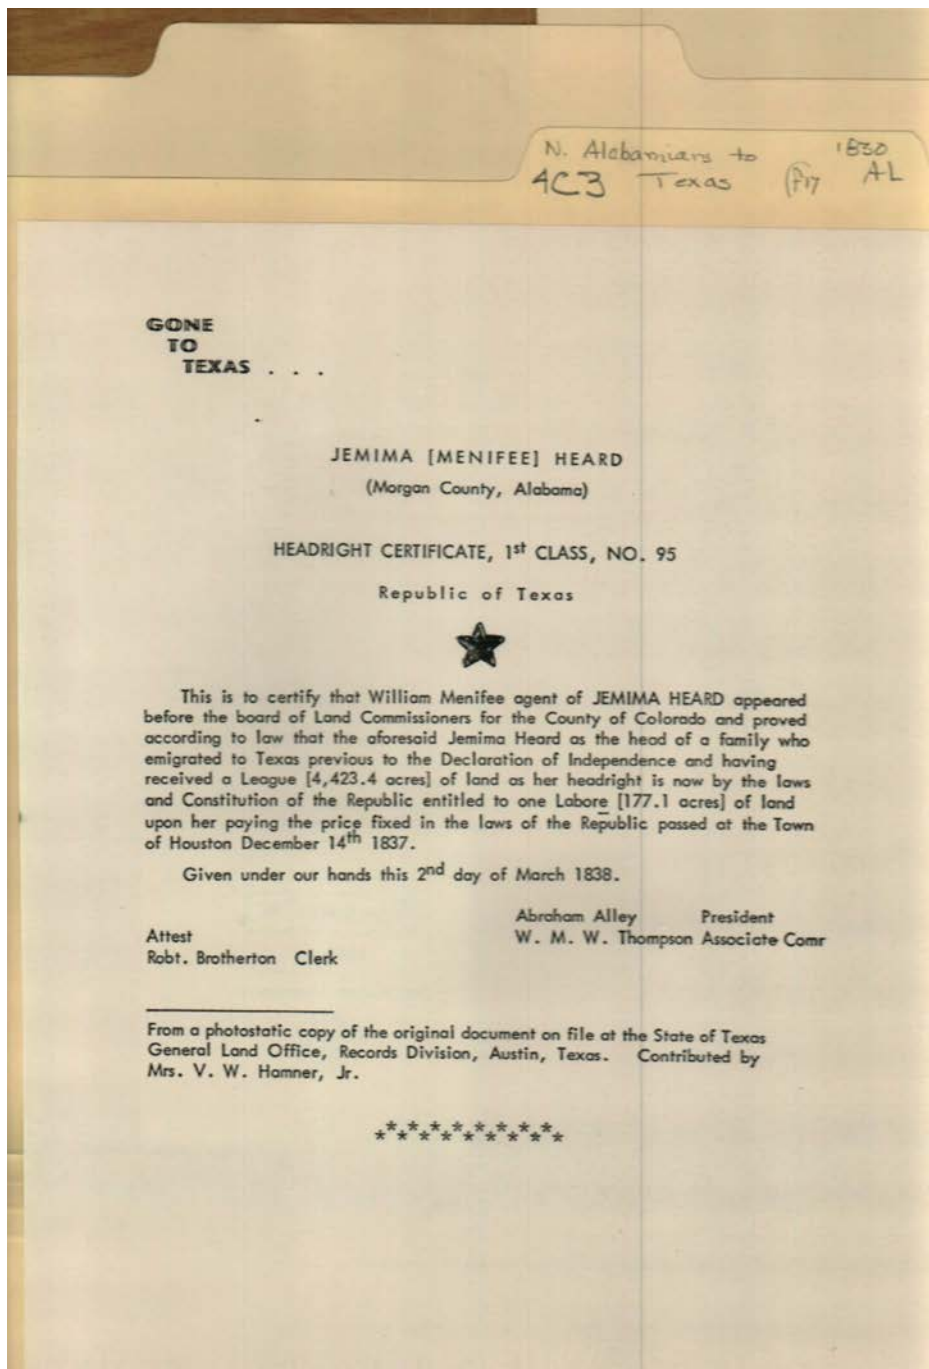 N. Alabamians to 1830
4C3 Texas AL
GONE
TO
TEXAS . . .
JEMIMA [MENIFEE] HEARD
(Morgan County, Alabama)
HEADRIGHT CERTIFICATE, 1st CLASS, NO. 95
Republic of Texas
This is to certify that William Menifee agent of JEMIMA HEARD appeared
before the board of Land Commissioners for the County of Colorado and proved
according to law that the aforesaid Jemima Heard as the head of a family who
emigrated to Texas previous to the Declaration of Independence and having
received a League [4,423.4 acres] of land as her headright is now by the laws
and Constitution of the Republic entitled to one Labore [177.1 acres] of land
upon her paying the price fixed in the laws of the Republic passed at the Town
of Houston December 14th 1837.
Given under our hands this 2nd day of March 1838.
Abraham Alley President
Attest W. M. W. Thompson Associate Comr
Robt. Brotherton Clerk
From a photostatic copy of the original document on file at the State of Texas
General Land Office, Records Division, Austin, Texas. Contributed by
Mrs. V. W. Hamner, Jr.